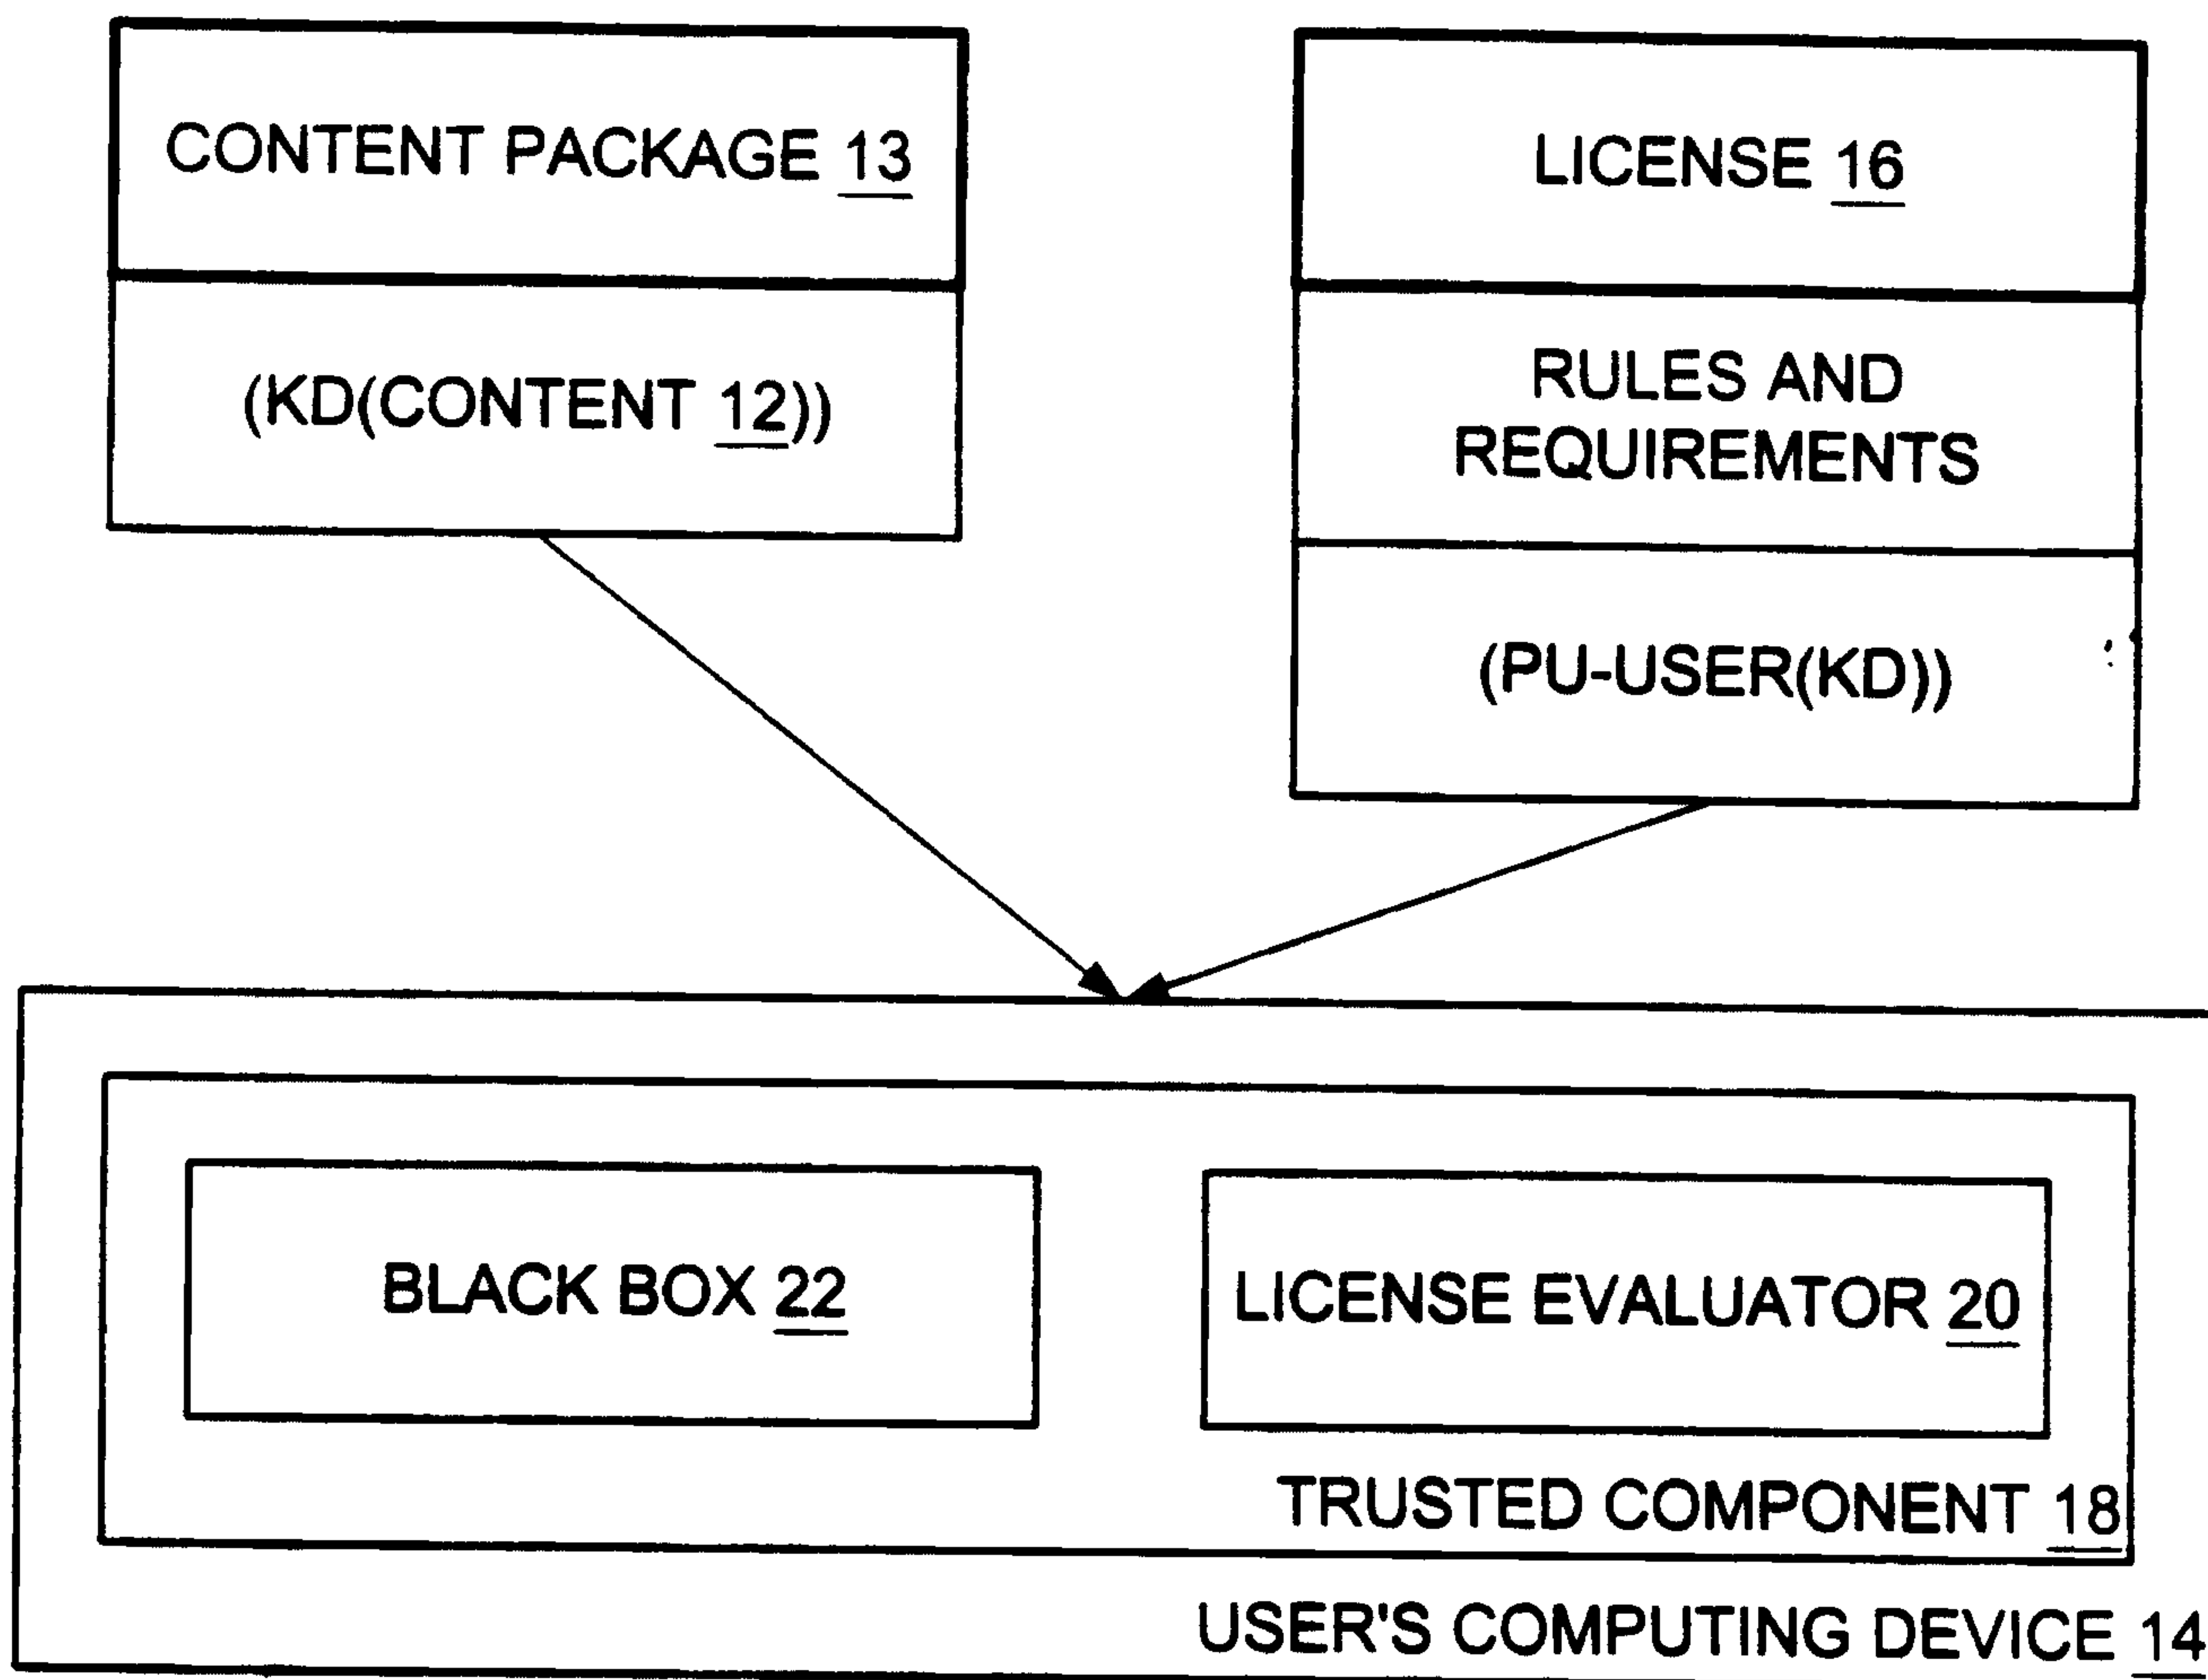 CONTENT PACKAGE 13
(KD(CONTENT 12))
LICENSE 16
RULES AND
REQUIREMENTS
(PU-USER(KD))
BLACK BOX 22
LICENSE EVALUATOR 20
TRUSTED COMPONENT 18
USER'S COMPUTING DEVICE 14